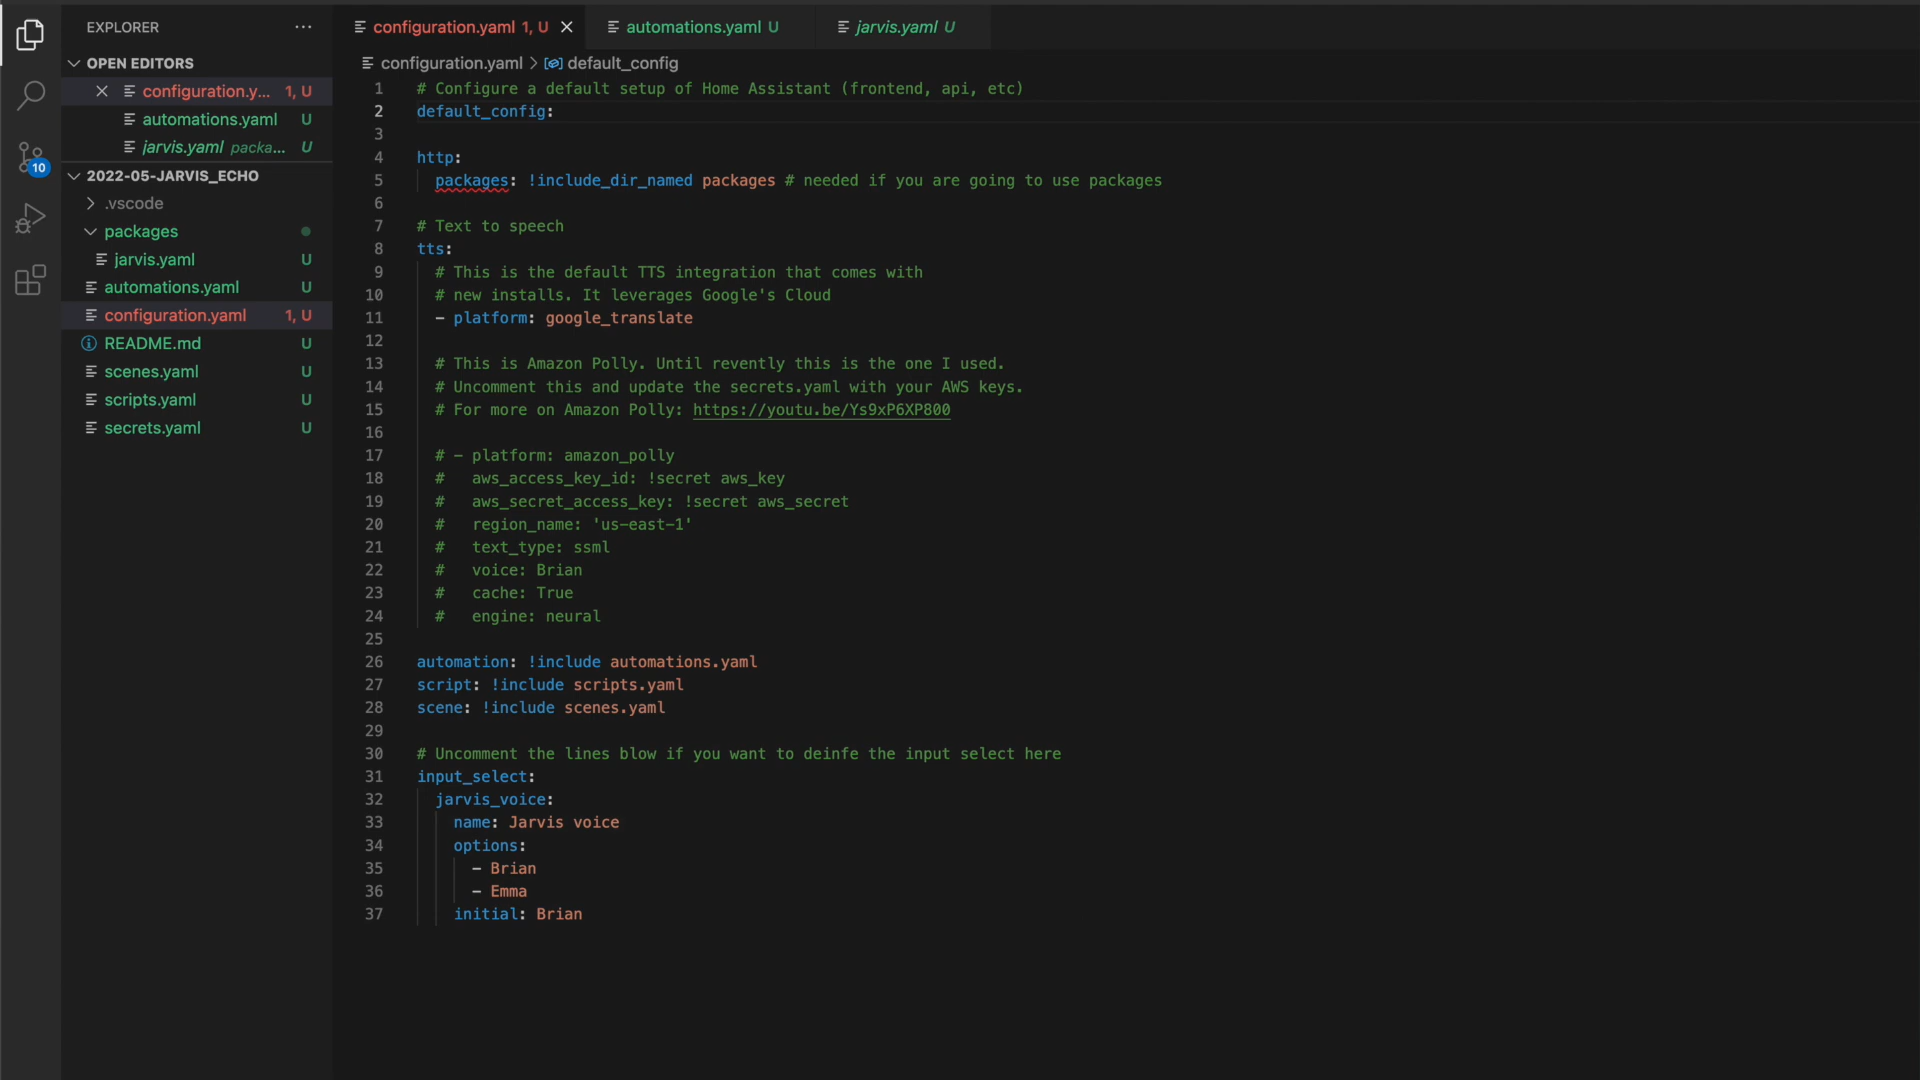 EXPLORER ···
OPEN EDITORS
configuration.y... 1, U
automations.yaml U
jarvis.yaml packa... U
10
2022-05-JARVIS_ECHO
.vscode
packages
jarvis.yaml U
automations.yaml U
configuration.yaml 1, U
README.md U
scenes.yaml U
scripts.yaml U
secrets.yaml U
configuration.yaml 1, U
automations.yaml U
jarvis.yaml U
configuration.yaml > default_config
1 # Configure a default setup of Home Assistant (frontend, api, etc)
2 default_config:
3
4 http:
5 packages: !include_dir_named packages # needed if you are going to use packages
6
7 # Text to speech
8 tts:
9 # This is the default TTS integration that comes with
10 # new installs. It leverages Google's Cloud
11 - platform: google_translate
12
13 # This is Amazon Polly. Until revently this is the one I used.
14 # Uncomment this and update the secrets.yaml with your AWS keys.
15 # For more on Amazon Polly: https://youtu.be/Ys9xP6XP800
16
17 # - platform: amazon_polly
18 # aws_access_key_id: !secret aws_key
19 # aws_secret_access_key: !secret aws_secret
20 # region_name: 'us-east-1'
21 # text_type: ssml
22 # voice: Brian
23 # cache: True
24 # engine: neural
25
26 automation: !include automations.yaml
27 script: !include scripts.yaml
28 scene: !include scenes.yaml
29
30 # Uncomment the lines blow if you want to deinfe the input select here
31 input_select:
32 jarvis_voice:
33 name: Jarvis voice
34 options:
35 - Brian
36 - Emma
37 initial: Brian